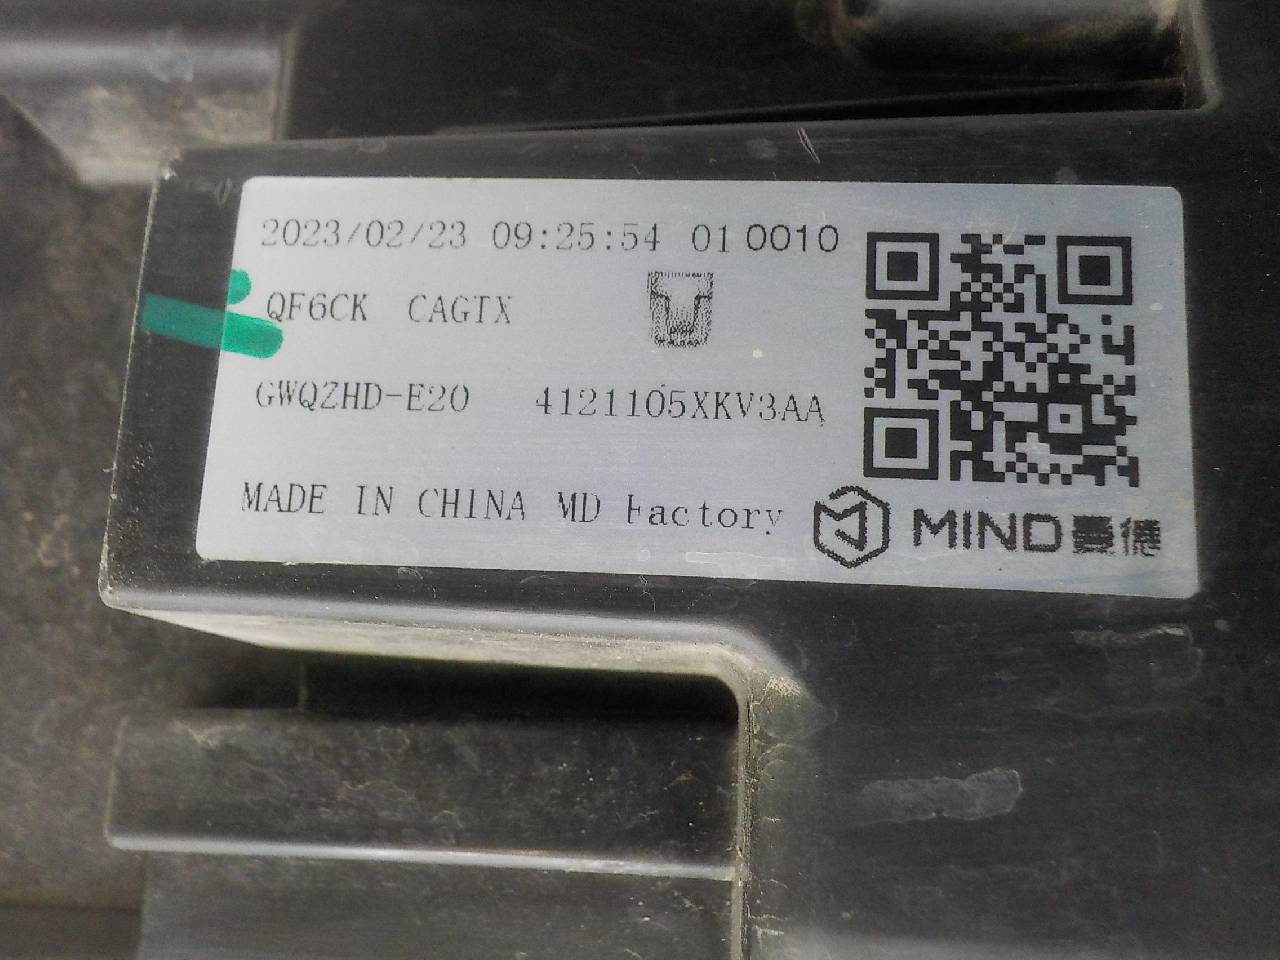 2023/02/23 09:25:54 01 0010
QF6CK CAGTX
GWQZHD-E20 4121105XKV3AA
MADE IN CHINA MD Factory
MIND曼德